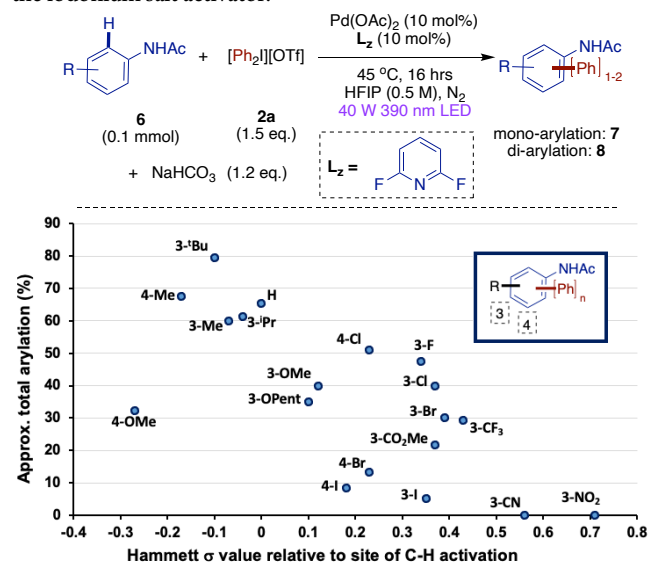 H
NHAc
R
+
[Ph₂I][OTf]
Pd(OAc)₂ (10 mol%)
L_z (10 mol%)
45 °C, 16 hrs
HFIP (0.5 M), N₂
40 W 390 nm LED
NHAc
R
[Ph]₁₋₂
6
(0.1 mmol)
2a
(1.5 eq.)
mono-arylation: 7
di-arylation: 8
+ NaHCO₃ (1.2 eq.)
L_z =
F N F
Approx. total arylation (%)
90
80
70
60
50
40
30
20
10
0
3-ᵗBu
4-Me
H
3-Me
3-ⁱPr
4-OMe
3-OMe
3-OPent
4-Cl
3-F
3-Cl
3-Br
3-CF₃
3-CO₂Me
4-Br
4-I
3-I
3-CN
3-NO₂
NHAc
R
[Ph]ₙ
3
4
-0.4 -0.3 -0.2 -0.1 0 0.1 0.2 0.3 0.4 0.5 0.6 0.7 0.8
Hammett σ value relative to site of C-H activation